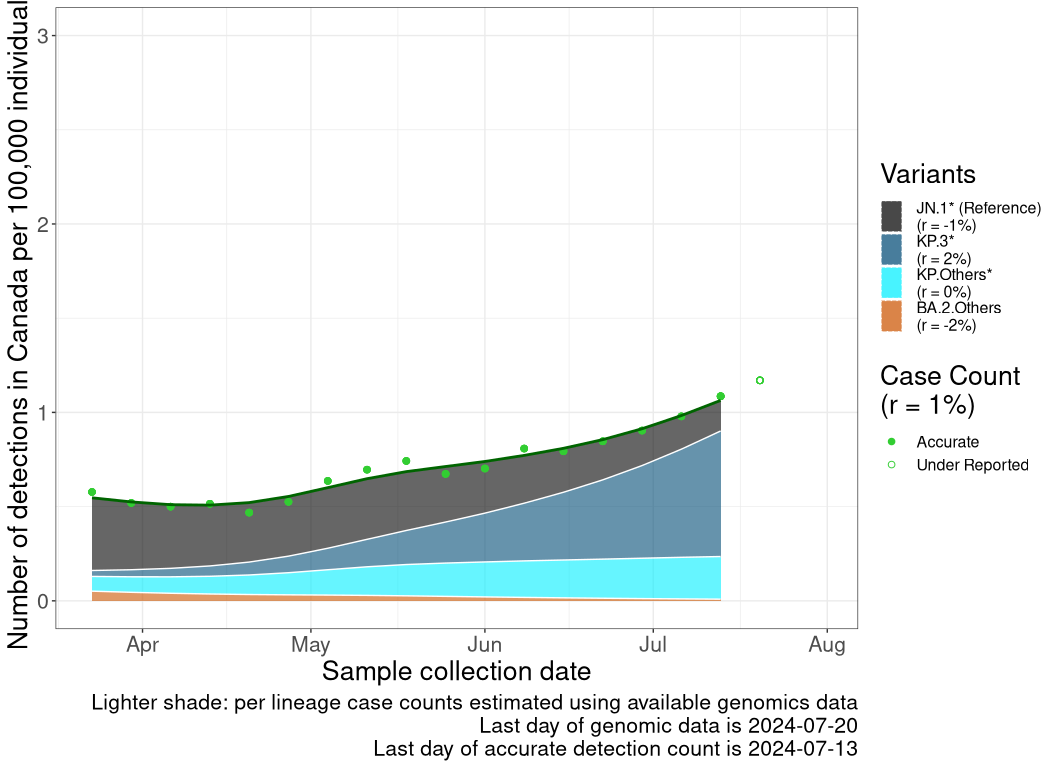 Number of detections in Canada per 100,000 individual
3
2
1
0
Apr
May
Jun
Jul
Aug
Sample collection date
Lighter shade: per lineage case counts estimated using available genomics data
Last day of genomic data is 2024-07-20
Last day of accurate detection count is 2024-07-13
Variants
JN.1* (Reference)
(r = -1%)
KP.3*
(r = 2%)
KP.Others*
(r = 0%)
BA.2.Others
(r = -2%)
Case Count
(r = 1%)
Accurate
Under Reported